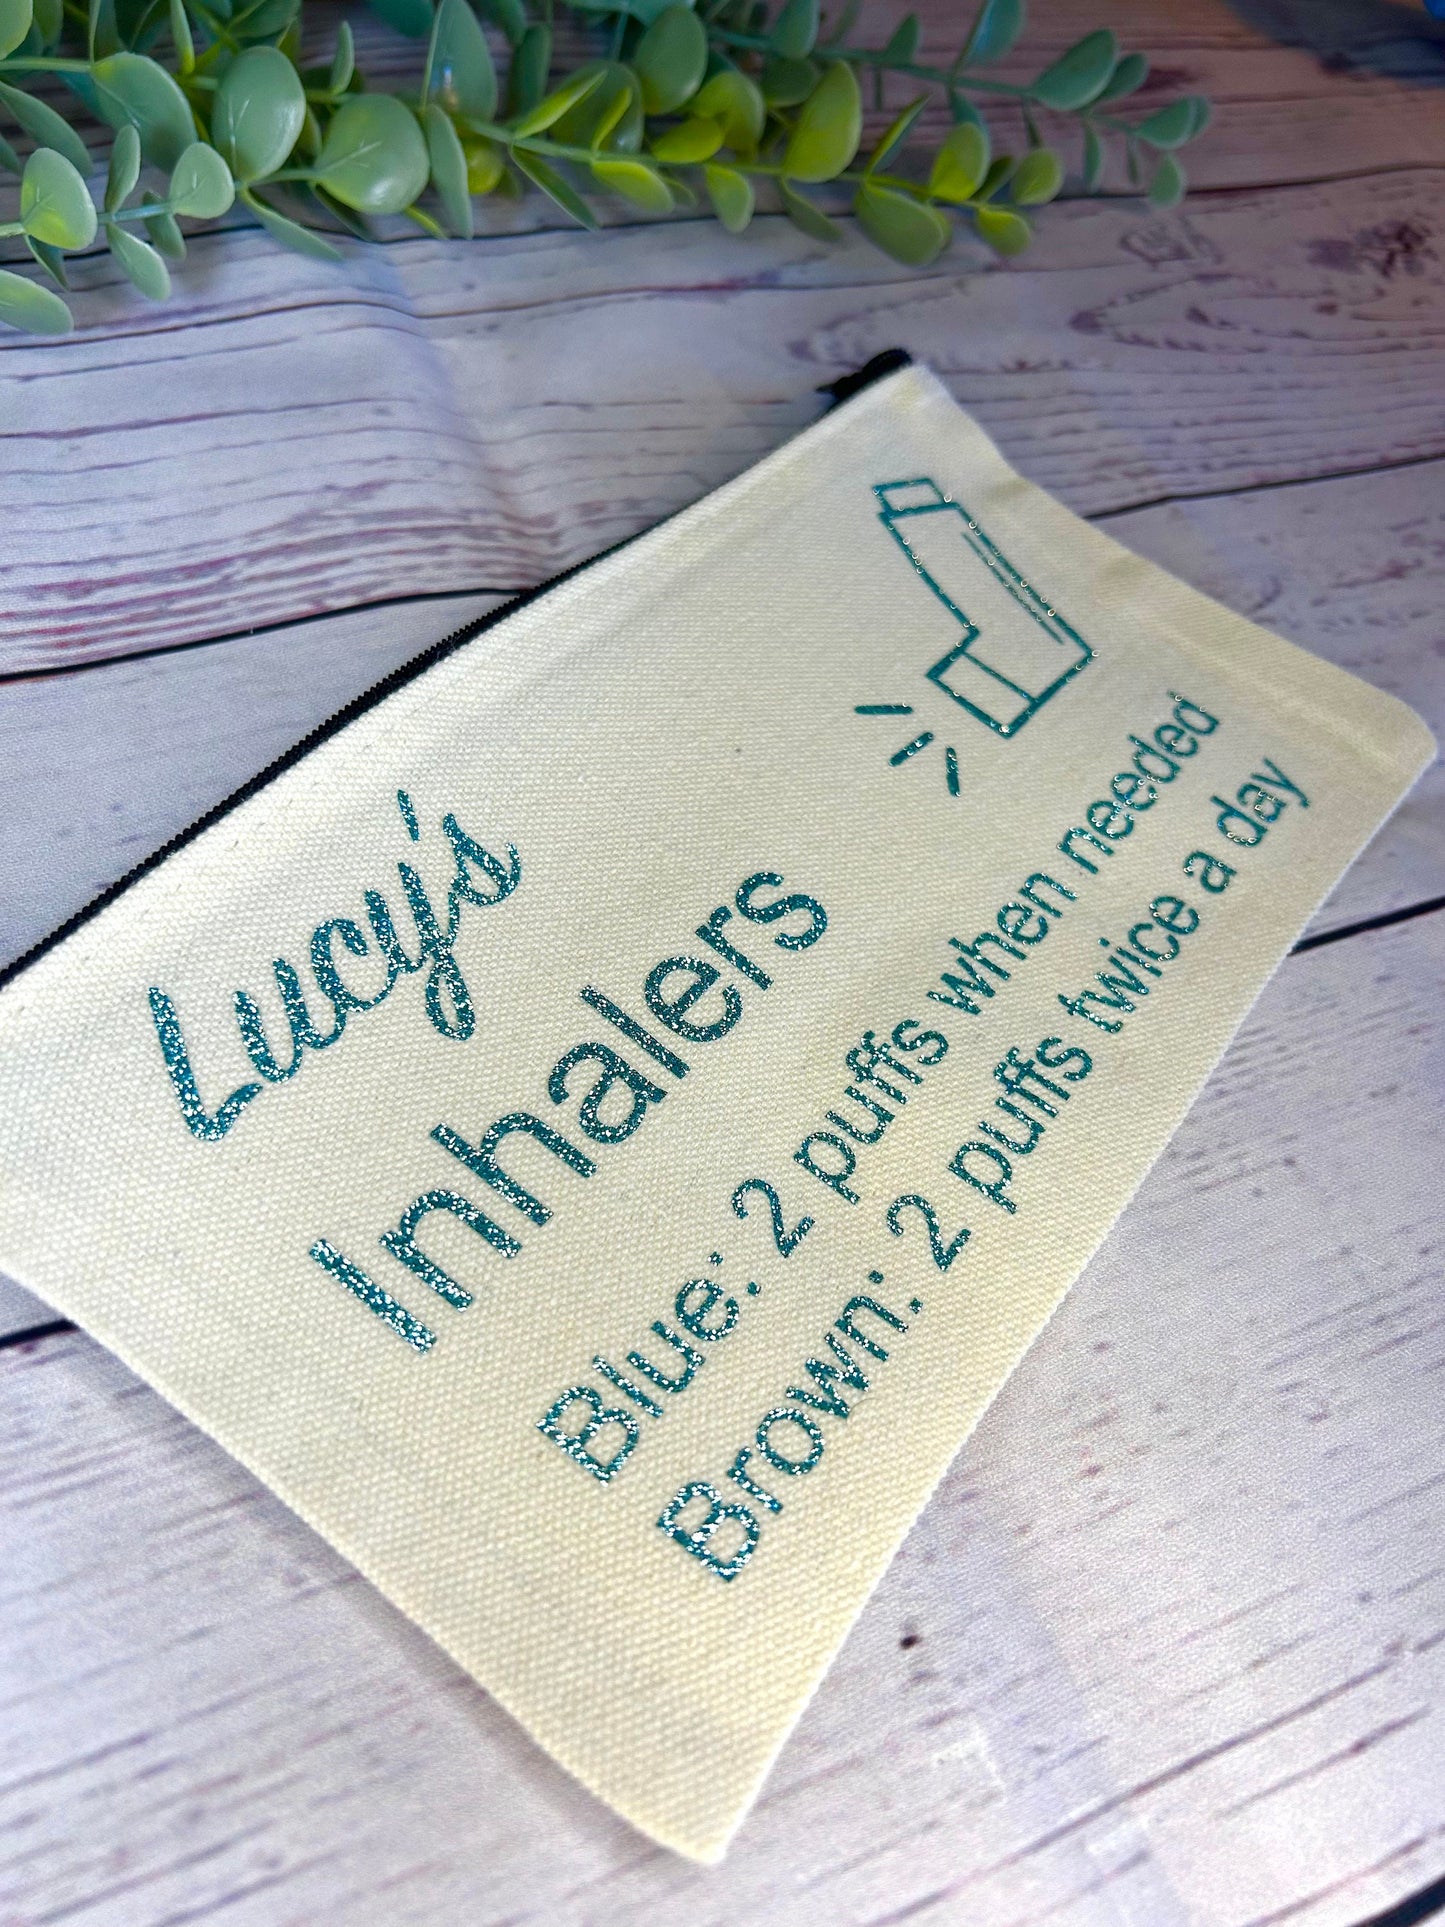 Lucy's
Inhalers
Blue: 2 puffs when needed
Brown: 2 puffs twice a day